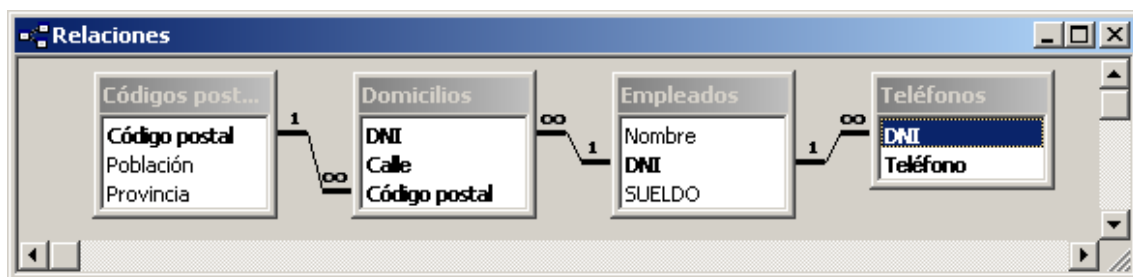 Relaciones
Códigos post...
Código postal
Población
Provincia
1
∞
Domicilios
DNI
Calle
Código postal
∞
1
Empleados
Nombre
DNI
SUELDO
1
∞
Teléfonos
DNI
Teléfono